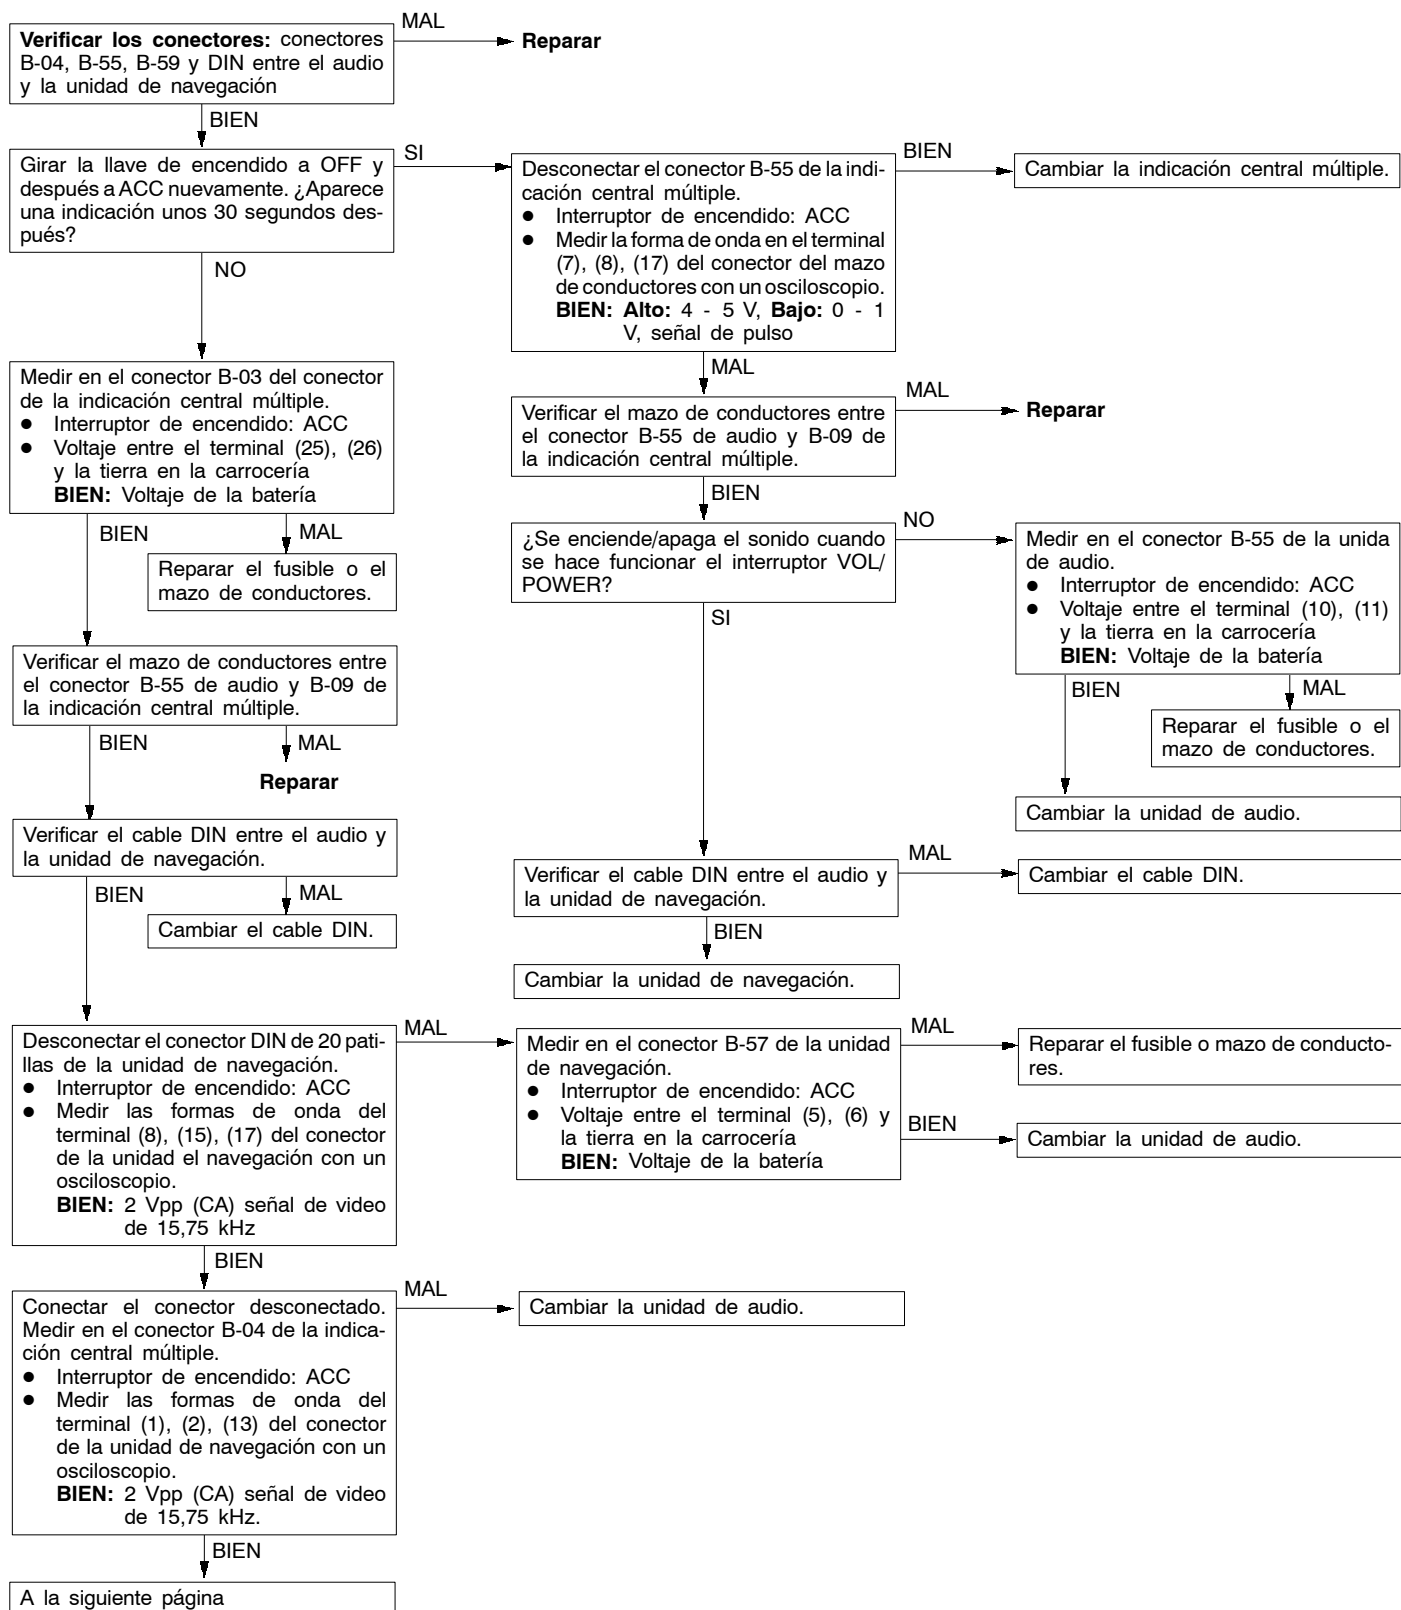 MAL
Verificar los conectores: conectores
B-04, B-55, B-59 y DIN entre el audio
y la unidad de navegación
Reparar
BIEN
Girar la llave de encendido a OFF y
después a ACC nuevamente. ¿Aparece
una indicación unos 30 segundos des-
pués?
SI
Desconectar el conector B-55 de la indi-
cación central múltiple.
● Interruptor de encendido: ACC
● Medir la forma de onda en el terminal
(7), (8), (17) del conector del mazo
de conductores con un osciloscopio.
BIEN: Alto: 4 - 5 V, Bajo: 0 - 1
V, señal de pulso
BIEN
Cambiar la indicación central múltiple.
NO
MAL
Medir en el conector B-03 del conector
de la indicación central múltiple.
● Interruptor de encendido: ACC
● Voltaje entre el terminal (25), (26)
y la tierra en la carrocería
BIEN: Voltaje de la batería
Verificar el mazo de conductores entre
el conector B-55 de audio y B-09 de
la indicación central múltiple.
MAL
Reparar
BIEN
BIEN
MAL
Reparar el fusible o el
mazo de conductores.
¿Se enciende/apaga el sonido cuando
se hace funcionar el interruptor VOL/
POWER?
NO
Medir en el conector B-55 de la unida
de audio.
● Interruptor de encendido: ACC
● Voltaje entre el terminal (10), (11)
y la tierra en la carrocería
BIEN: Voltaje de la batería
SI
Verificar el mazo de conductores entre
el conector B-55 de audio y B-09 de
la indicación central múltiple.
BIEN
MAL
Reparar el fusible o el
mazo de conductores.
BIEN
MAL
Reparar
Cambiar la unidad de audio.
Verificar el cable DIN entre el audio y
la unidad de navegación.
Verificar el cable DIN entre el audio y
la unidad de navegación.
MAL
Cambiar el cable DIN.
BIEN
MAL
Cambiar el cable DIN.
BIEN
Cambiar la unidad de navegación.
Desconectar el conector DIN de 20 pati-
llas de la unidad de navegación.
● Interruptor de encendido: ACC
● Medir las formas de onda del
terminal (8), (15), (17) del conector
de la unidad el navegación con un
osciloscopio.
BIEN: 2 Vpp (CA) señal de video
de 15,75 kHz
MAL
Medir en el conector B-57 de la unidad
de navegación.
● Interruptor de encendido: ACC
● Voltaje entre el terminal (5), (6) y
la tierra en la carrocería
BIEN: Voltaje de la batería
MAL
Reparar el fusible o mazo de conducto-
res.
BIEN
Cambiar la unidad de audio.
BIEN
Conectar el conector desconectado.
Medir en el conector B-04 de la indica-
ción central múltiple.
● Interruptor de encendido: ACC
● Medir las formas de onda del
terminal (1), (2), (13) del conector
de la unidad de navegación con un
osciloscopio.
BIEN: 2 Vpp (CA) señal de video
de 15,75 kHz.
MAL
Cambiar la unidad de audio.
BIEN
A la siguiente página